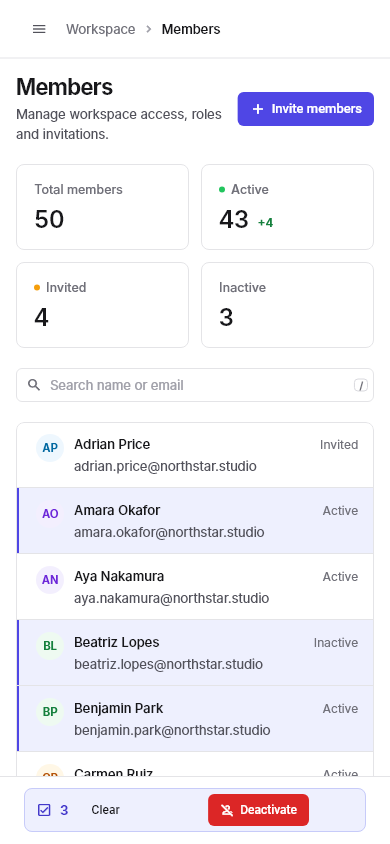 Workspace > Members
Members
Manage workspace access, roles
and invitations.
Invite members
Total members
50
Active
43 +4
Invited
4
Inactive
3
Search name or email /
AP Adrian Price Invited
adrian.price@northstar.studio
AO Amara Okafor Active
amara.okafor@northstar.studio
AN Aya Nakamura Active
aya.nakamura@northstar.studio
BL Beatriz Lopes Inactive
beatriz.lopes@northstar.studio
BP Benjamin Park Active
benjamin.park@northstar.studio
Carmen Ruiz Active
3 Clear Deactivate